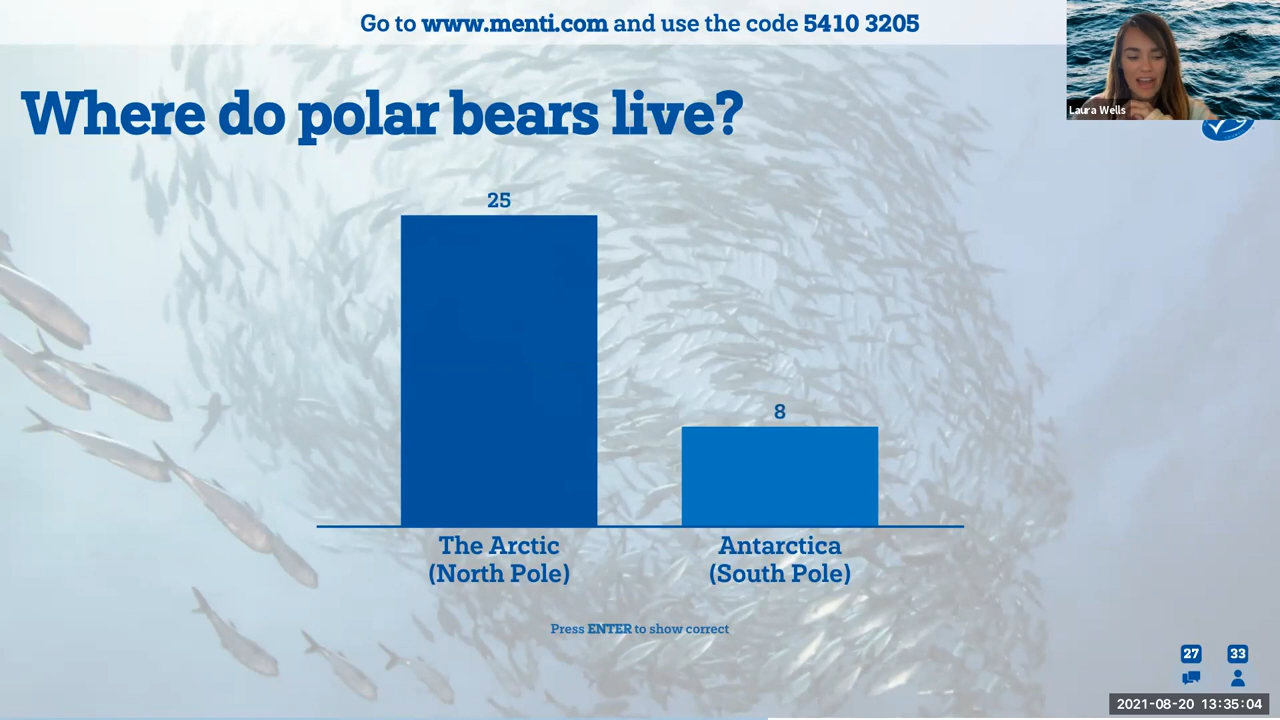 Go to www.menti.com and use the code 5410 3205
Laura Wells
Where do polar bears live?
25
8
The Arctic
(North Pole)
Antarctica
(South Pole)
Press ENTER to show correct
27
33
2021-08-20 13:35:04